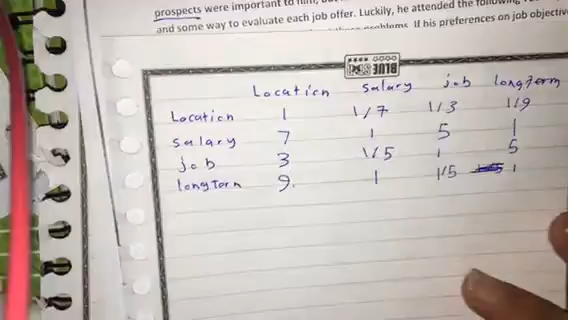 prospects were important to him,
and some way to evaluate each job offer. Luckily, he attended the following
problems. If his preferences on job objectiv
BLUE
Location salary job longterm
Location 1 1/7 1/3 1/9
salary 7 1 5 1
job 3 1/5 1 5
longterm 9. 1 1/5 1